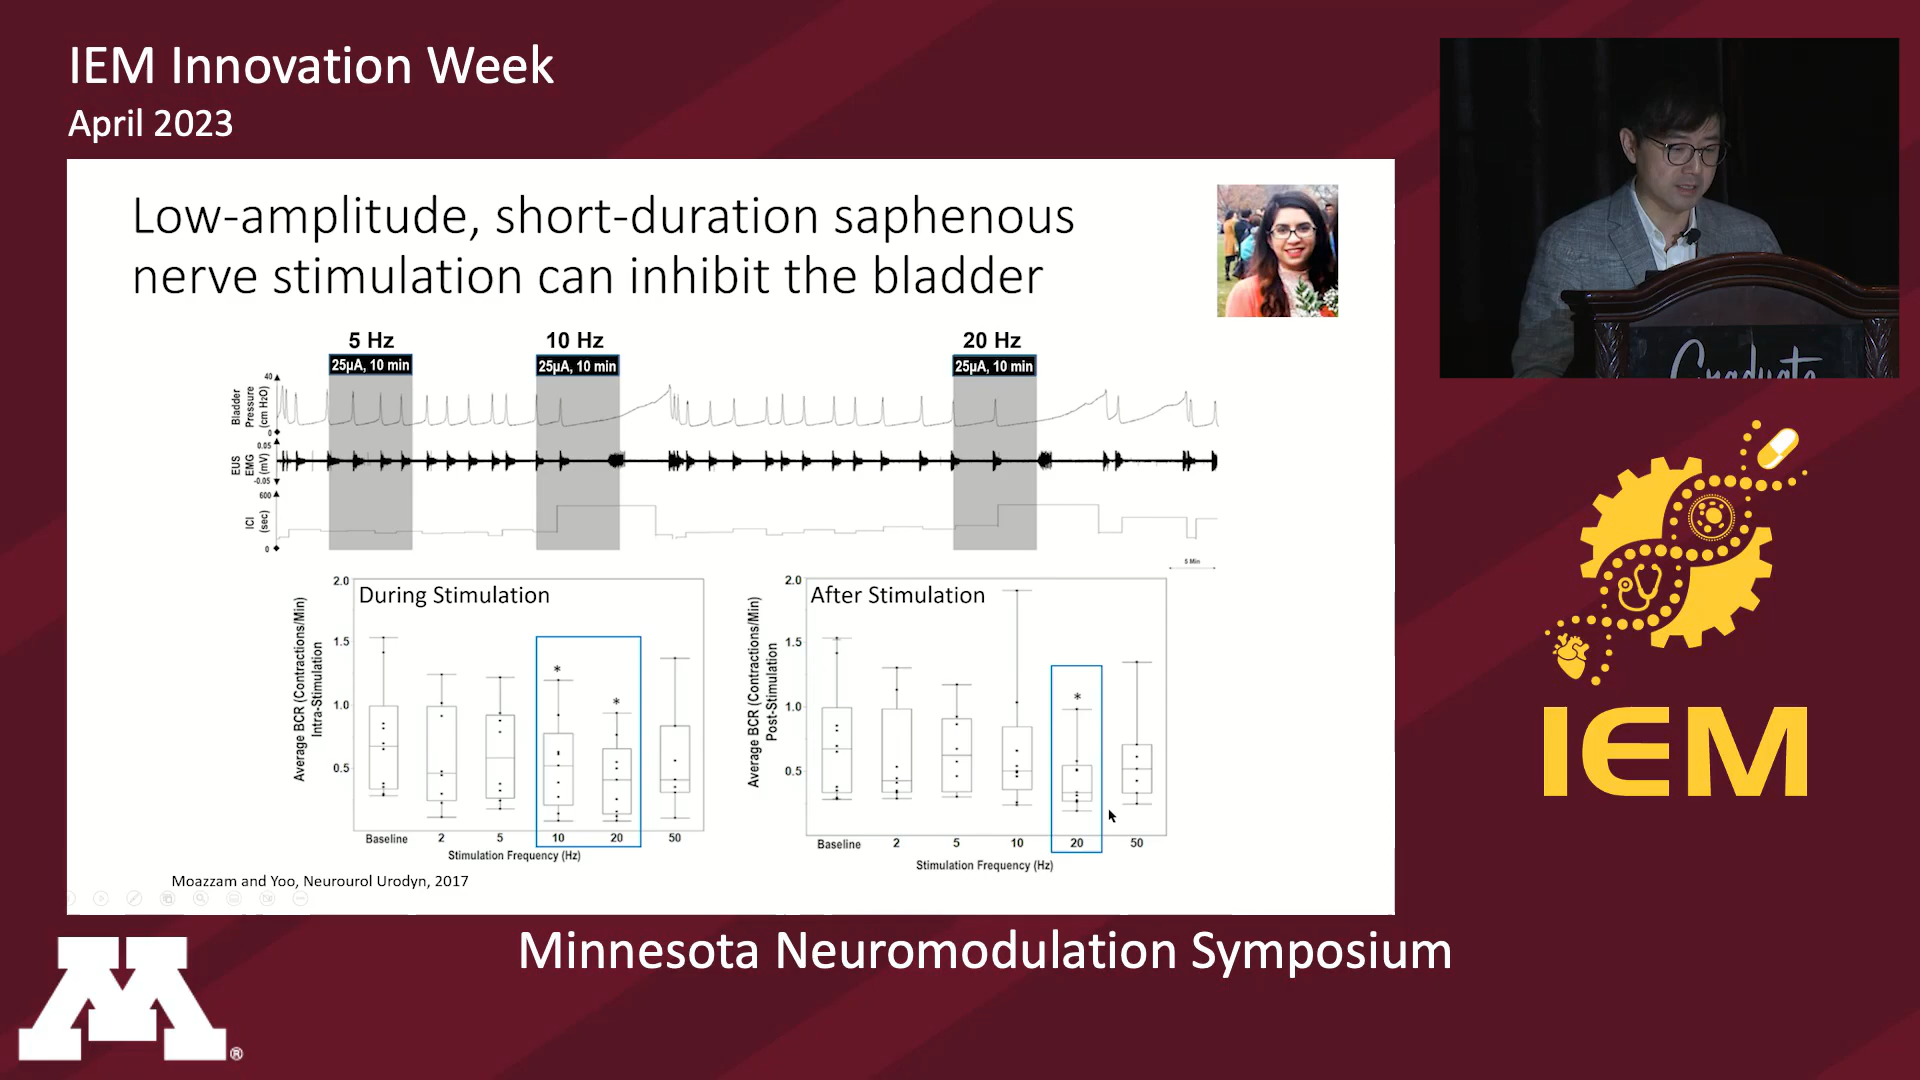 IEM Innovation Week
April 2023
Low-amplitude, short-duration saphenous
nerve stimulation can inhibit the bladder
5 Hz
10 Hz
20 Hz
25µA, 10 min
25µA, 10 min
25µA, 10 min
Bladder
Pressure
(cm H2O)
40
0
EUS
EMG
(mV)
0.05
-0.05
ICI
(sec)
600
0
5 Min
During Stimulation
Average BCR (Contractions/Min)
Intra-Stimulation
2.0
1.5
1.0
0.5
*
*
Baseline 2 5 10 20 50
Stimulation Frequency (Hz)
After Stimulation
Average BCR (Contractions/Min)
Post-Stimulation
2.0
1.5
1.0
0.5
*
Baseline 2 5 10 20 50
Stimulation Frequency (Hz)
Moazzam and Yoo, Neurourol Urodyn, 2017
Graduate
IEM
Minnesota Neuromodulation Symposium
M®